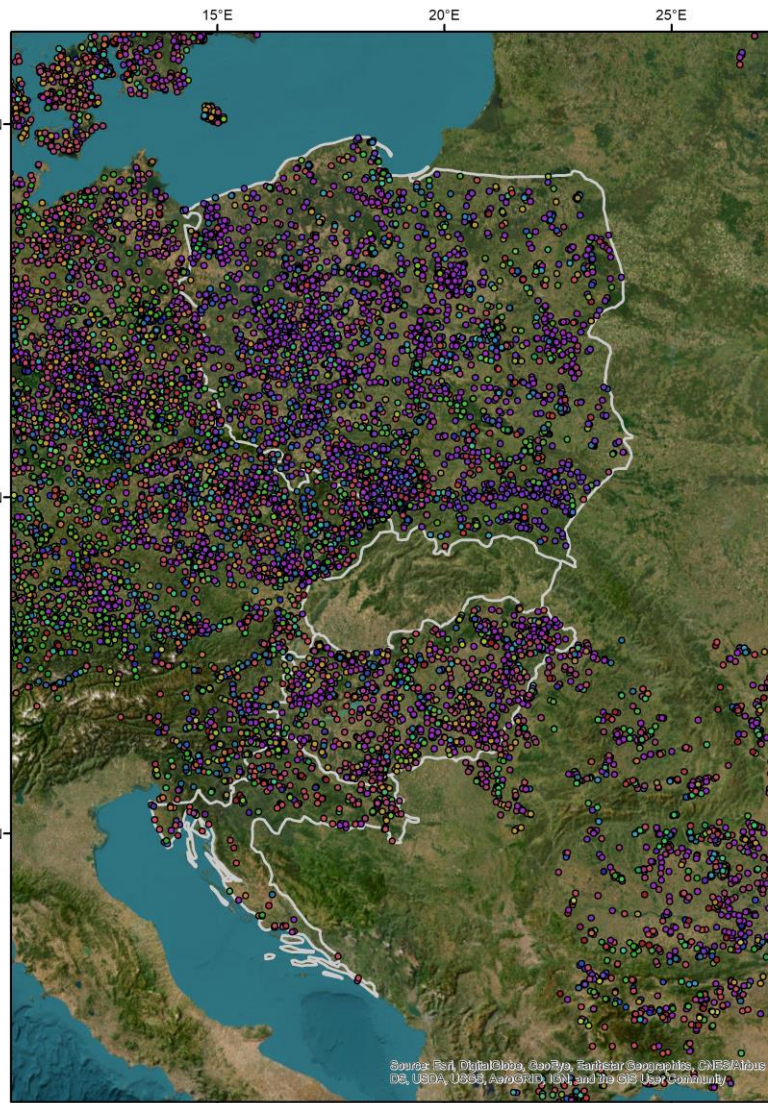 15°E 20°E 25°E
Source: Esri, DigitalGlobe, GeoEye, Earthstar Geographics, CNES/Airbus
DS, USDA, USGS, AeroGRID, IGN, and the GIS User Community